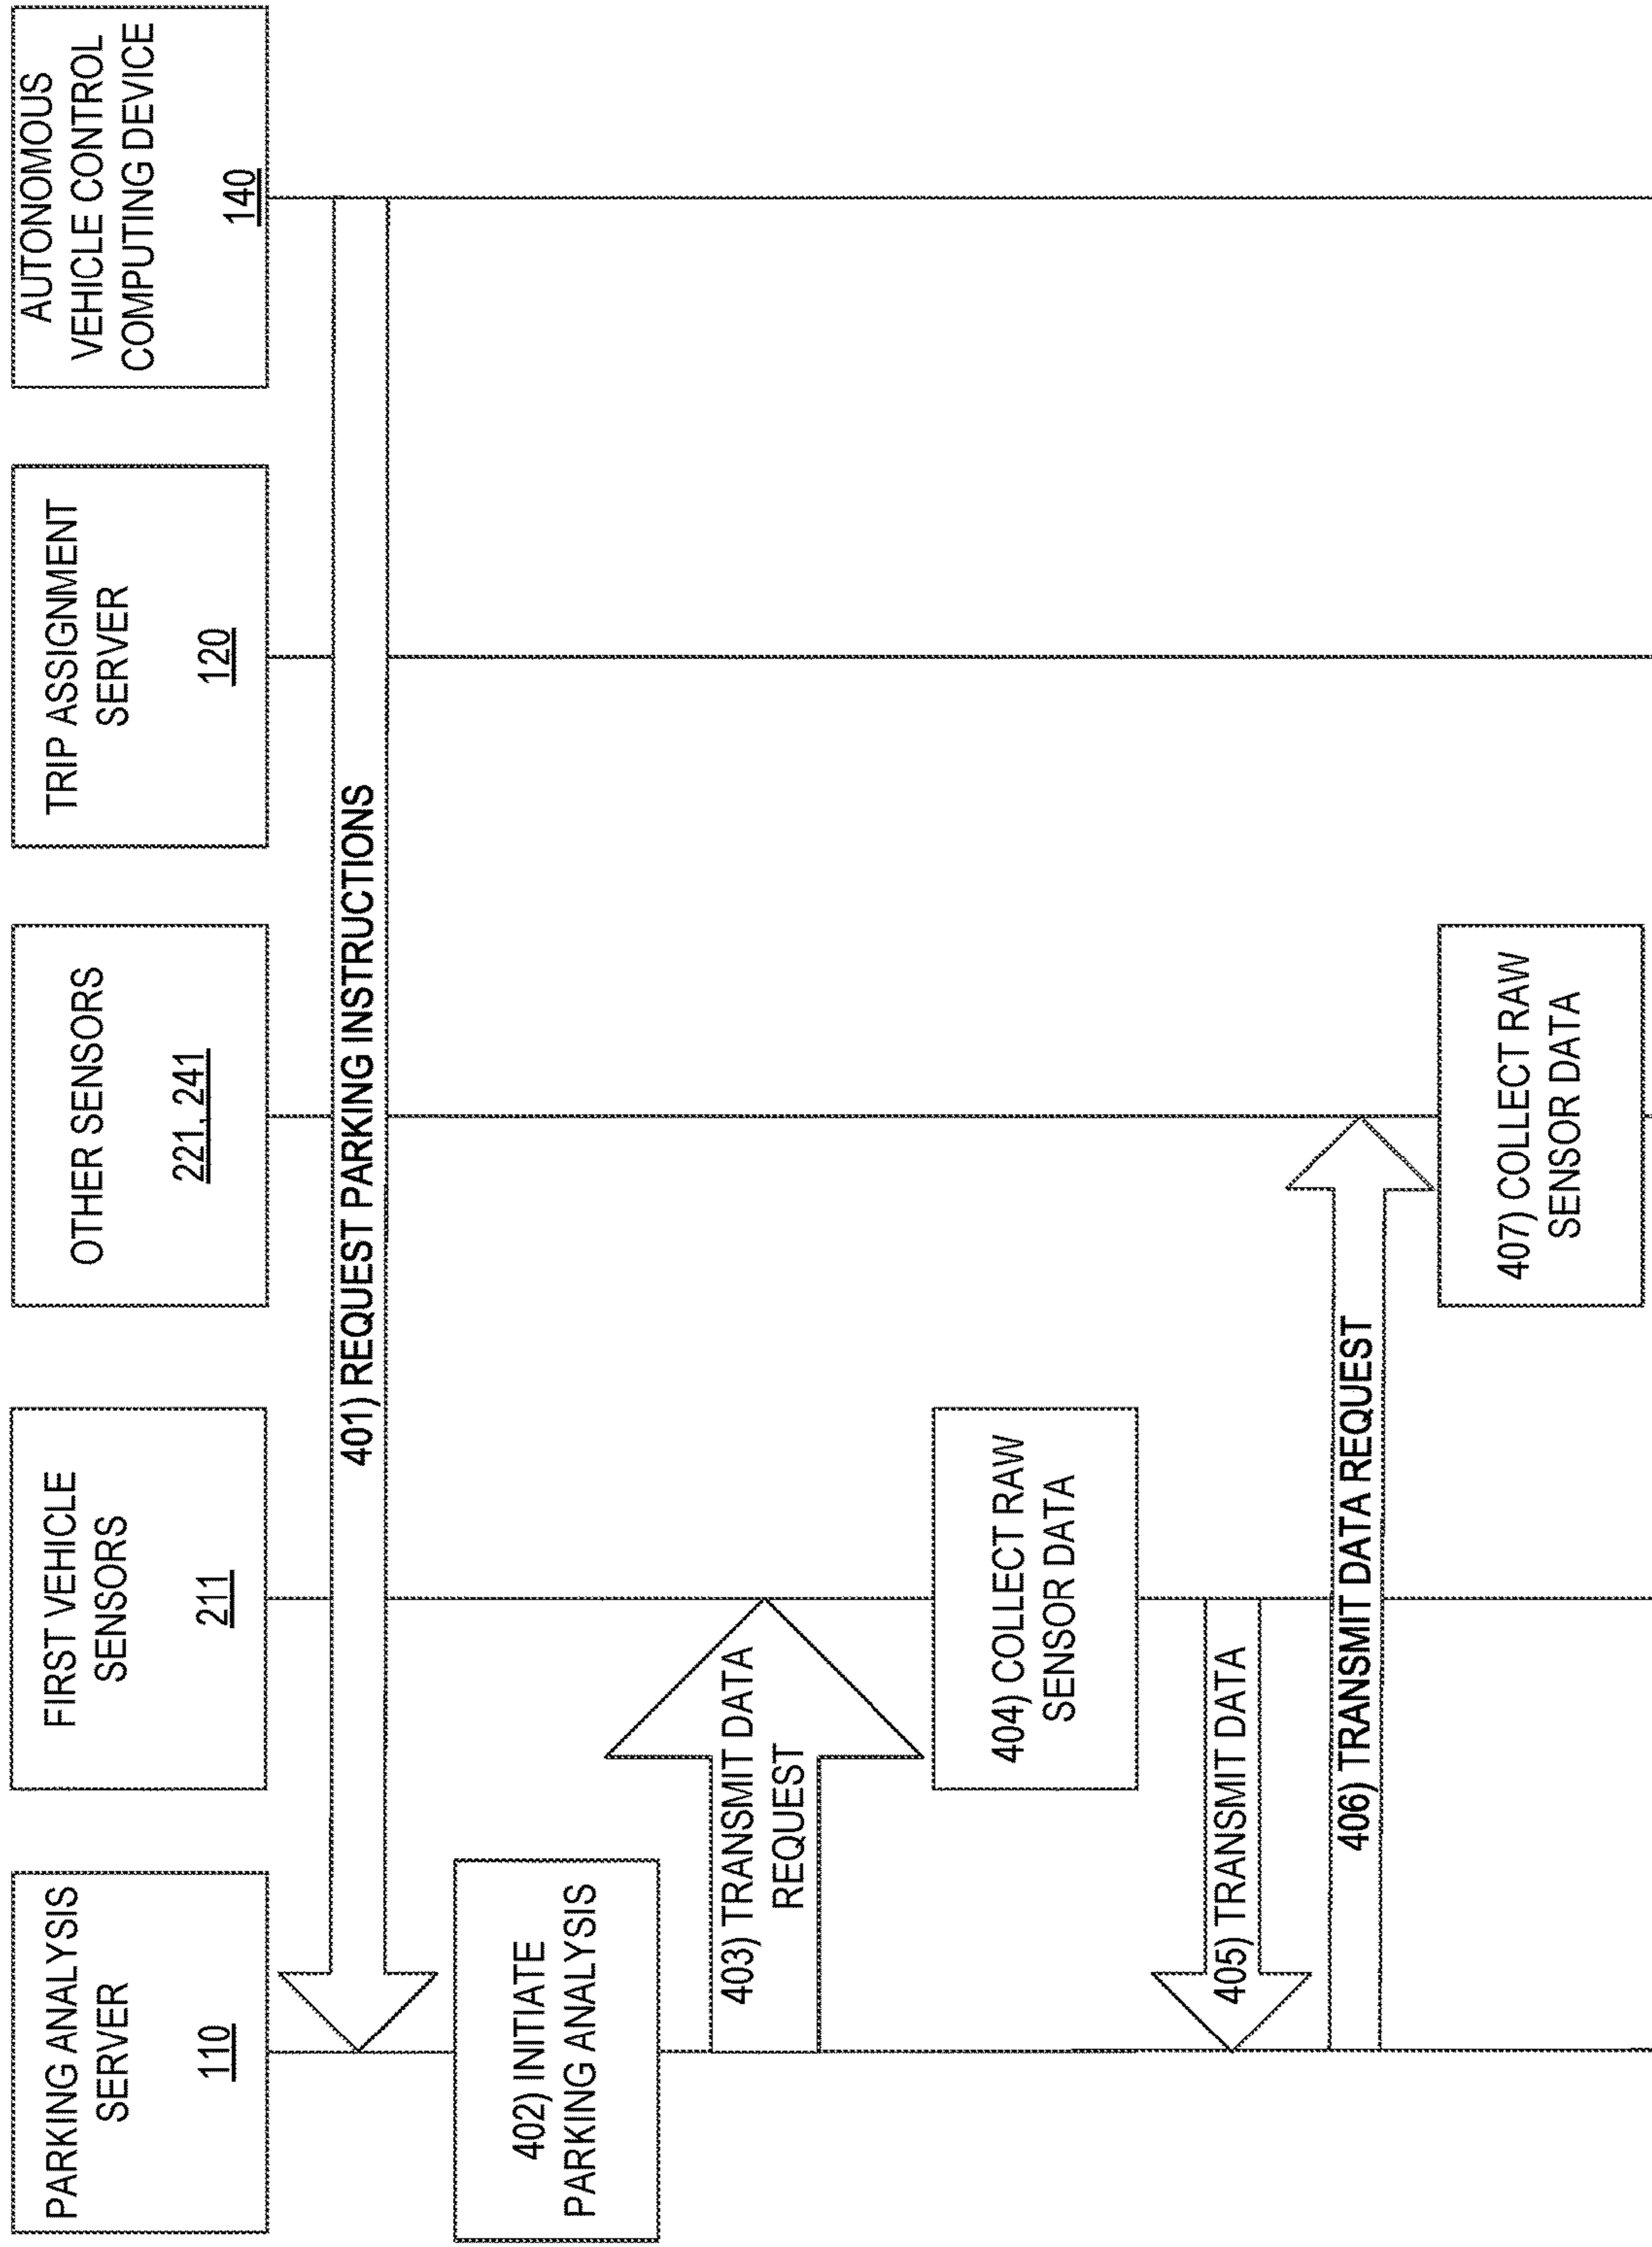 PARKING ANALYSIS
SERVER
110
FIRST VEHICLE
SENSORS
211
OTHER SENSORS
221, 241
TRIP ASSIGNMENT
SERVER
120
AUTONOMOUS
VEHICLE CONTROL
COMPUTING DEVICE
140
401) REQUEST PARKING INSTRUCTIONS
402) INITIATE
PARKING ANALYSIS
403) TRANSMIT DATA
REQUEST
404) COLLECT RAW
SENSOR DATA
405) TRANSMIT DATA
406) TRANSMIT DATA REQUEST
407) COLLECT RAW
SENSOR DATA